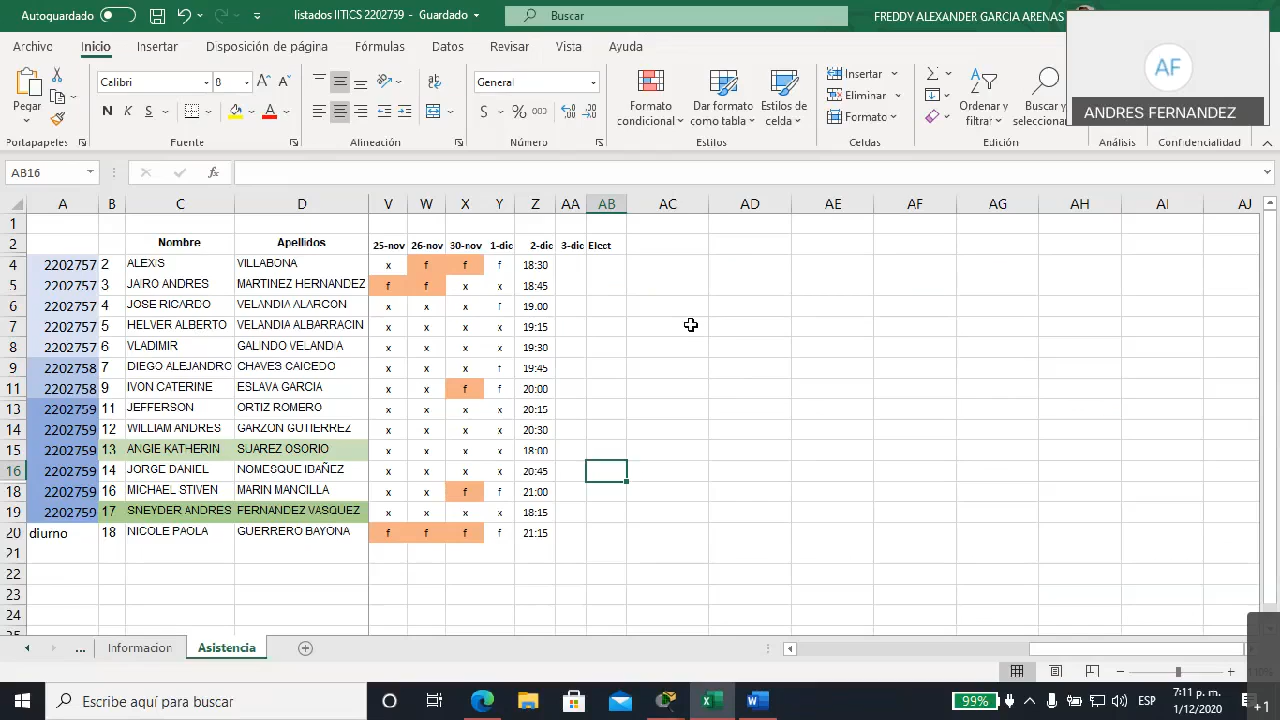 Autoguardado
listados IITICS 2202759 - Guardado
Buscar
FREDDY ALEXANDER GARCIA ARENAS
Archivo Inicio Insertar Disposición de página Fórmulas Datos Revisar Vista Ayuda
AF
ANDRES FERNANDEZ
Pegar
Calibri 8
N K S
General
$ % 000
Formato condicional
Dar formato como tabla
Estilos de celda
Insertar
Eliminar
Formato
Ordenar y filtrar
Buscar y seleccionar
Portapapeles Fuente Alineación Número Estilos Celdas Edición Análisis Confidencialidad
AB16 fx
A B C D V W X Y Z AA AB AC AD AE AF AG AH AI AJ
1
2 Nombre Apellidos 25-nov 26-nov 30-nov 1-dic 2-dic 3-dic Elect
4 2202757 2 ALEXIS VILLABONA x f f f 18:30
5 2202757 3 JAIRO ANDRES MARTINEZ HERNANDEZ f f x x 18:45
6 2202757 4 JOSE RICARDO VELANDIA ALARCON x x x f 19:00
7 2202757 5 HELVER ALBERTO VELANDIA ALBARRACIN x x x x 19:15
8 2202757 6 VLADIMIR GALINDO VELANDIA x x x x 19:30
9 2202758 7 DIEGO ALEJANDRO CHAVES CAICEDO x x x f 19:45
11 2202758 9 IVON CATERINE ESLAVA GARCIA x x f f 20:00
13 2202759 11 JEFFERSON ORTIZ ROMERO x x x x 20:15
14 2202759 12 WILLIAM ANDRES GARZON GUTIERREZ x x x x 20:30
15 2202759 13 ANGIE KATHERIN SUAREZ OSORIO x x x x 18:00
16 2202759 14 JORGE DANIEL NOMESQUE IDAÑEZ x x x x 20:45
18 2202759 16 MICHAEL STIVEN MARIN MANCILLA x x f f 21:00
19 2202759 17 SNEYDER ANDRES FERNANDEZ VASQUEZ x x x x 18:15
20 diurno 18 NICOLE PAOLA GUERRERO BAYONA f f f f 21:15
21
22
23
24
... Informacion Asistencia
Escribe aquí para buscar
99%
ESP
7:11 p. m.
1/12/2020
+1